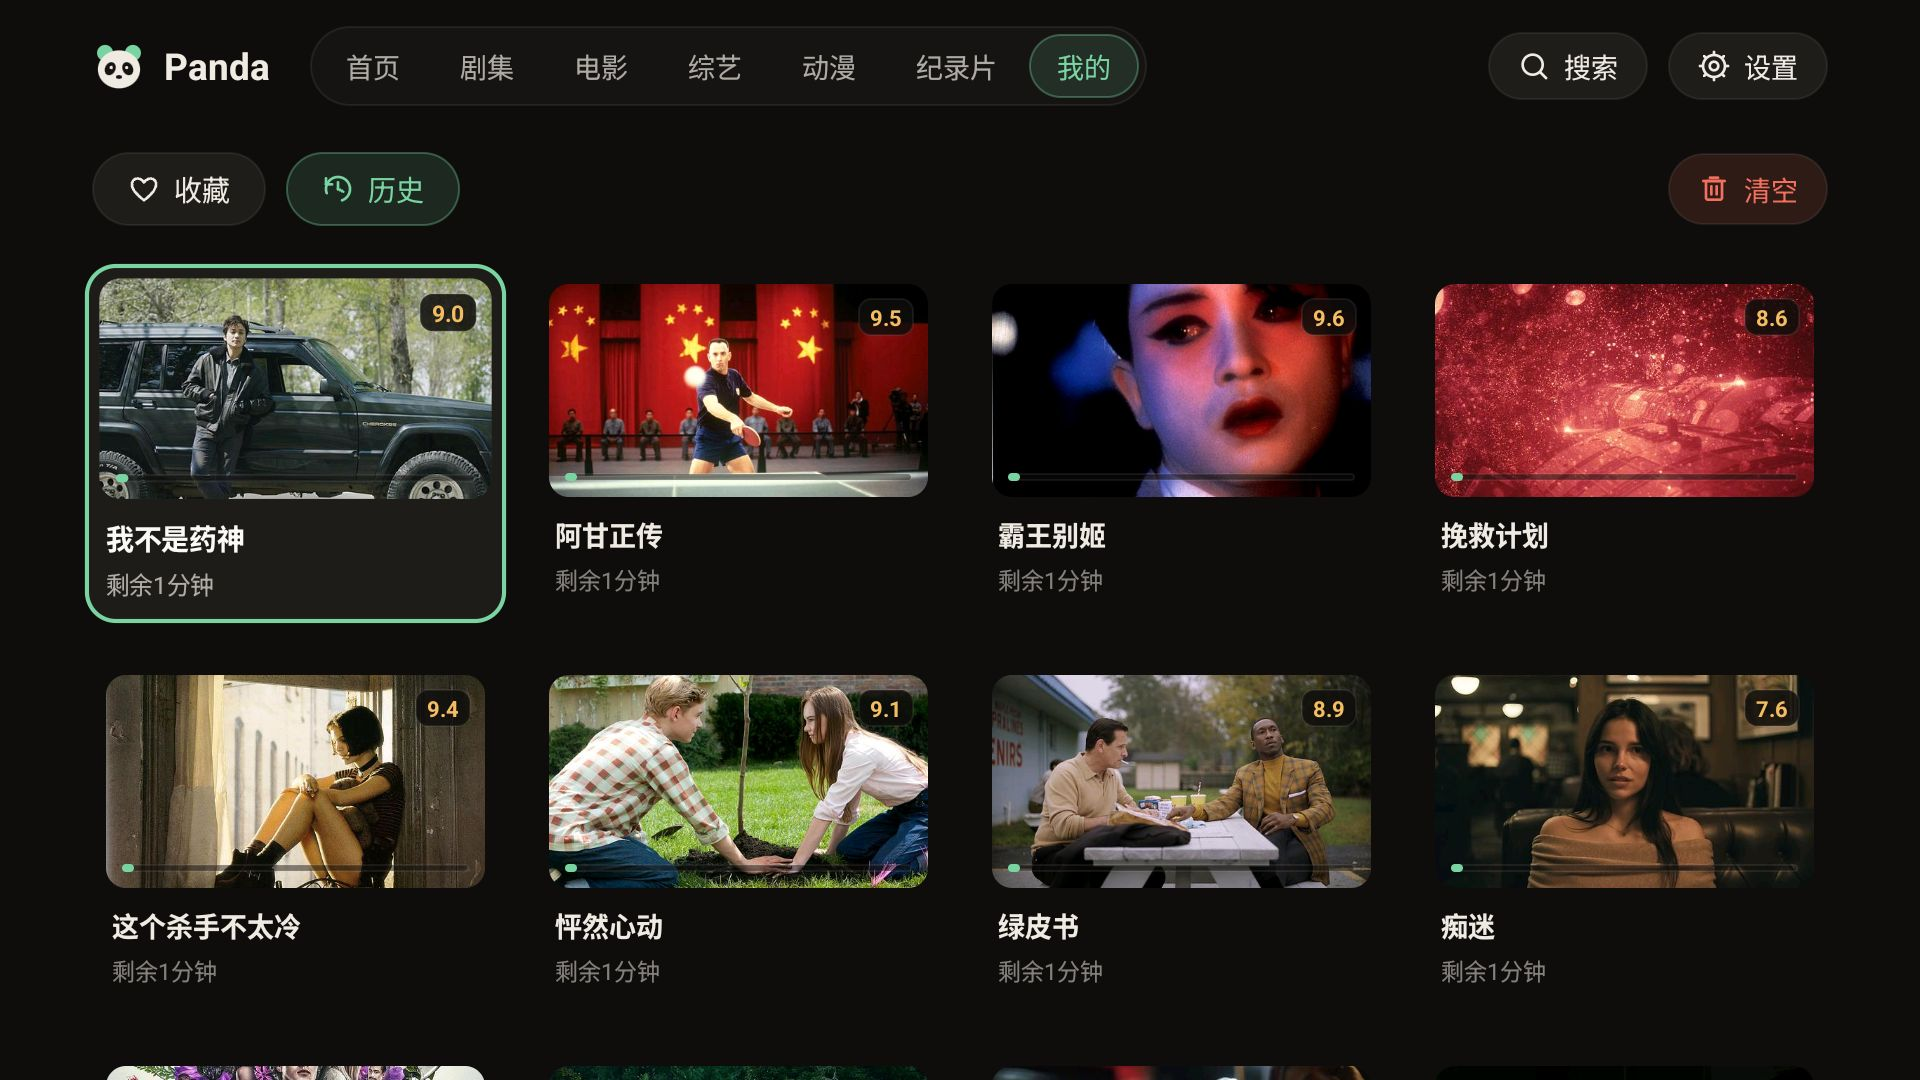 Panda
首页
剧集
电影
综艺
动漫
纪录片
我的
搜索
设置
收藏
历史
清空
9.0
9.5
9.6
8.6
CHEROKEE
我不是药神
阿甘正传
霸王别姬
挽救计划
剩余1分钟
剩余1分钟
剩余1分钟
剩余1分钟
9.4
9.1
8.9
7.6
这个杀手不太冷
怦然心动
绿皮书
痴迷
剩余1分钟
剩余1分钟
剩余1分钟
剩余1分钟